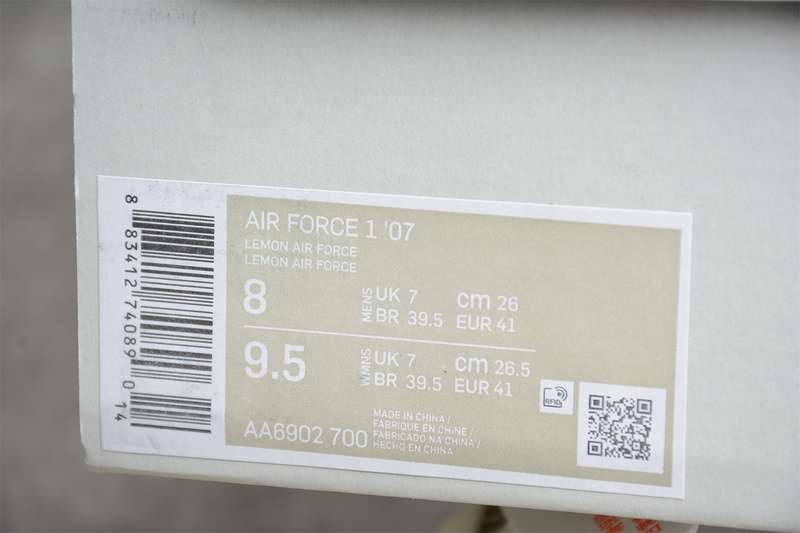 8 83412 74089 0 14
AIR FORCE 1 '07
LEMON AIR FORCE
LEMON AIR FORCE
8
MENS
UK 7 cm 26
BR 39.5 EUR 41
9.5
WMNS
UK 7 cm 26.5
BR 39.5 EUR 41
RFID
AA6902 700
MADE IN CHINA /
FABRIQUE EN CHINE /
FABRICADO NA CHINA /
HECHO EN CHINA